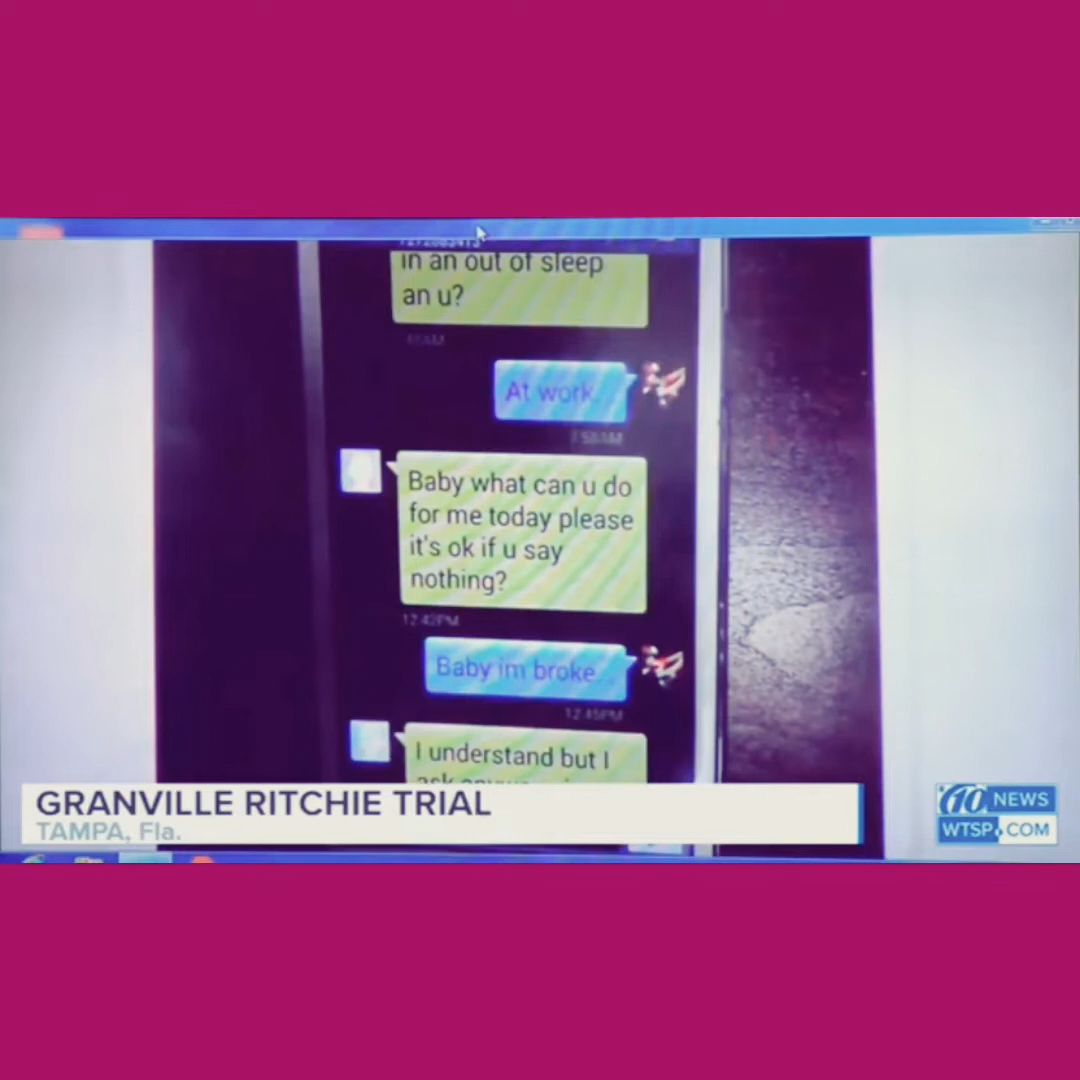 in an out of sleep
an u?
At work.
Baby what can u do
for me today please
it's ok if u say
nothing?
12:42PM
Baby im broke..
12:45PM
I understand but I
GRANVILLE RITCHIE TRIAL
TAMPA, Fla.
10 NEWS
WTSP.COM